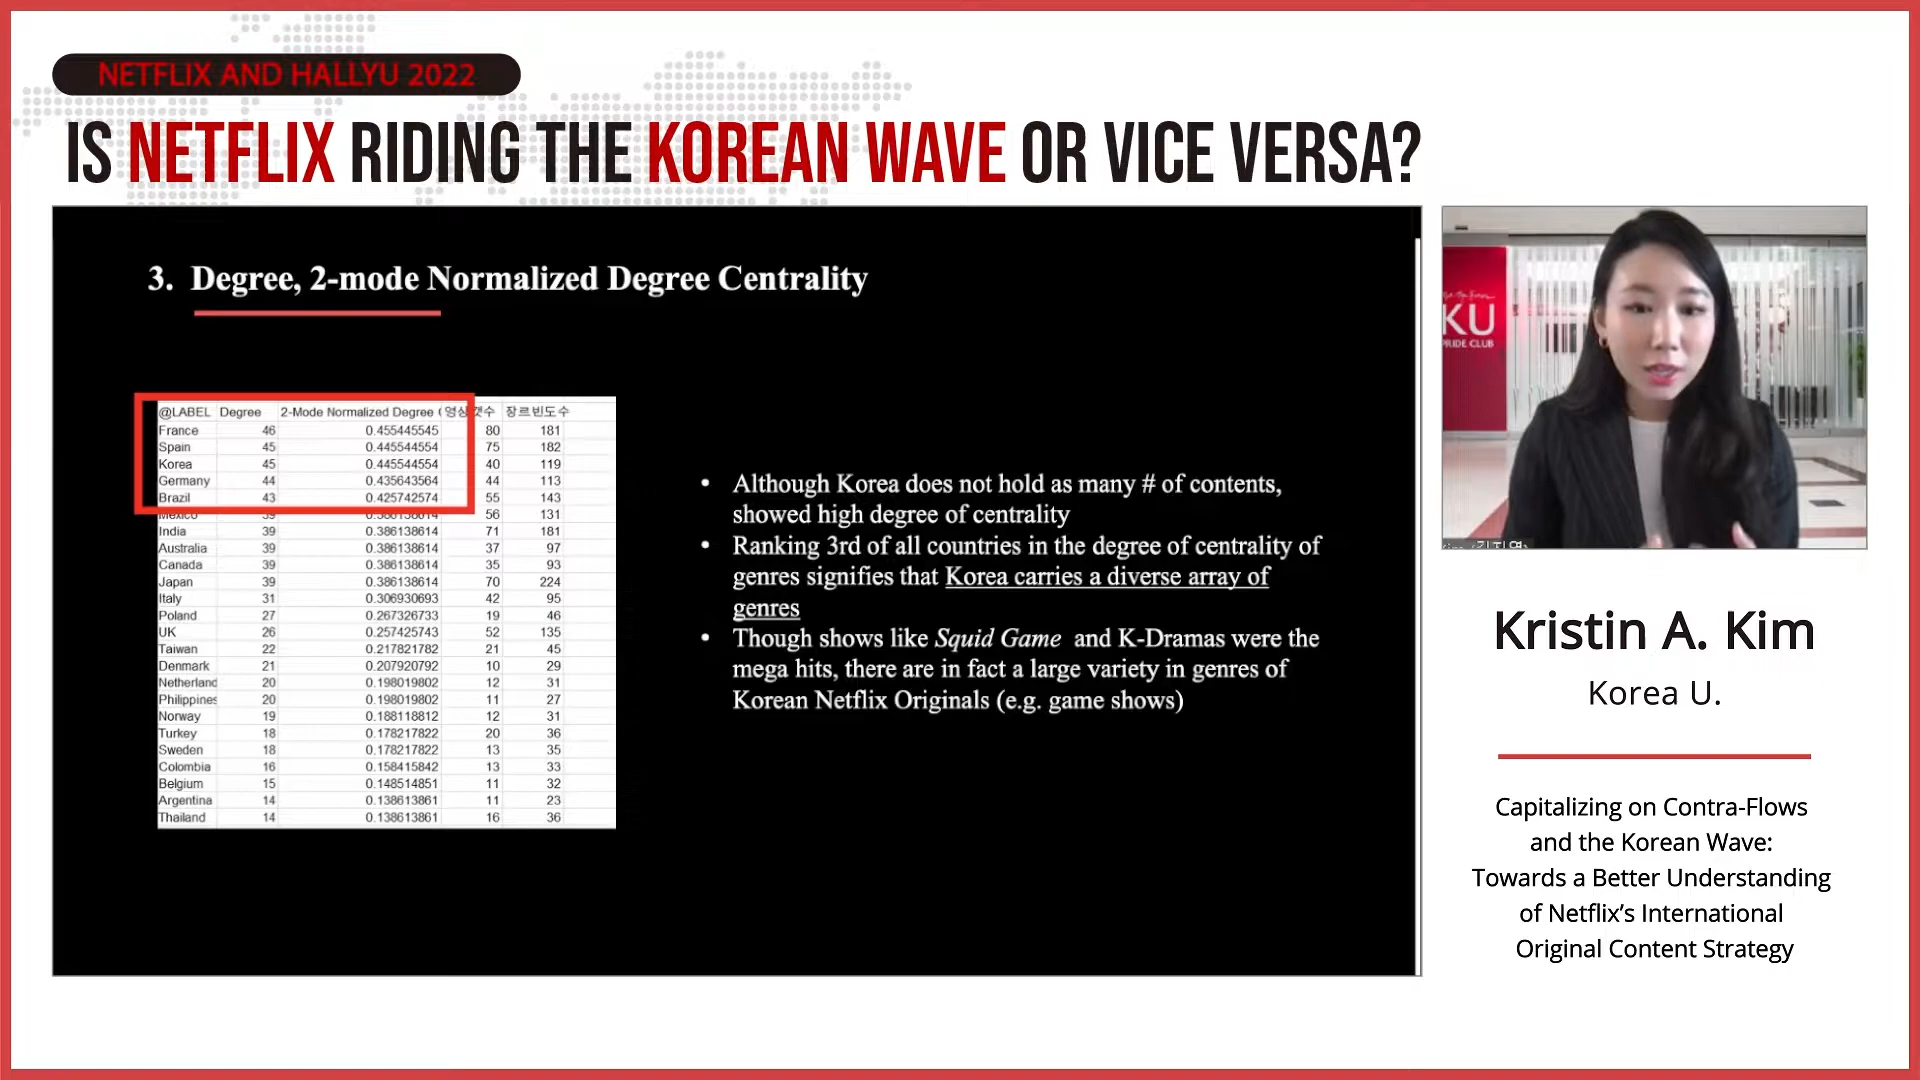 NETFLIX AND HALLYU 2022
IS NETFLIX RIDING THE KOREAN WAVE OR VICE VERSA?
3. Degree, 2-mode Normalized Degree Centrality
@LABEL Degree 2-Mode Normalized Degree ( 영상 갯수 장르빈도수
France 46 0.455445545 80 181
Spain 45 0.445544554 75 182
Korea 45 0.445544554 40 119
Germany 44 0.435643564 44 113
Brazil 43 0.425742574 55 143
Mexico 39 0.386138614 56 131
India 39 0.386138614 71 181
Australia 39 0.386138614 37 97
Canada 39 0.386138614 35 93
Japan 39 0.386138614 70 224
Italy 31 0.306930693 42 95
Poland 27 0.267326733 19 46
UK 26 0.257425743 52 135
Taiwan 22 0.217821782 21 45
Denmark 21 0.207920792 10 29
Netherland 20 0.198019802 12 31
Philippines 20 0.198019802 11 27
Norway 19 0.188118812 12 31
Turkey 18 0.178217822 20 36
Sweden 18 0.178217822 13 35
Colombia 16 0.158415842 13 33
Belgium 15 0.148514851 11 32
Argentina 14 0.138613861 11 23
Thailand 14 0.138613861 16 36
• Although Korea does not hold as many # of contents,
showed high degree of centrality
• Ranking 3rd of all countries in the degree of centrality of
genres signifies that Korea carries a diverse array of
genres
• Though shows like Squid Game and K-Dramas were the
mega hits, there are in fact a large variety in genres of
Korean Netflix Originals (e.g. game shows)
KU
PRIDE CLUB
Kristin A. Kim
Korea U.
Capitalizing on Contra-Flows
and the Korean Wave:
Towards a Better Understanding
of Netflix's International
Original Content Strategy